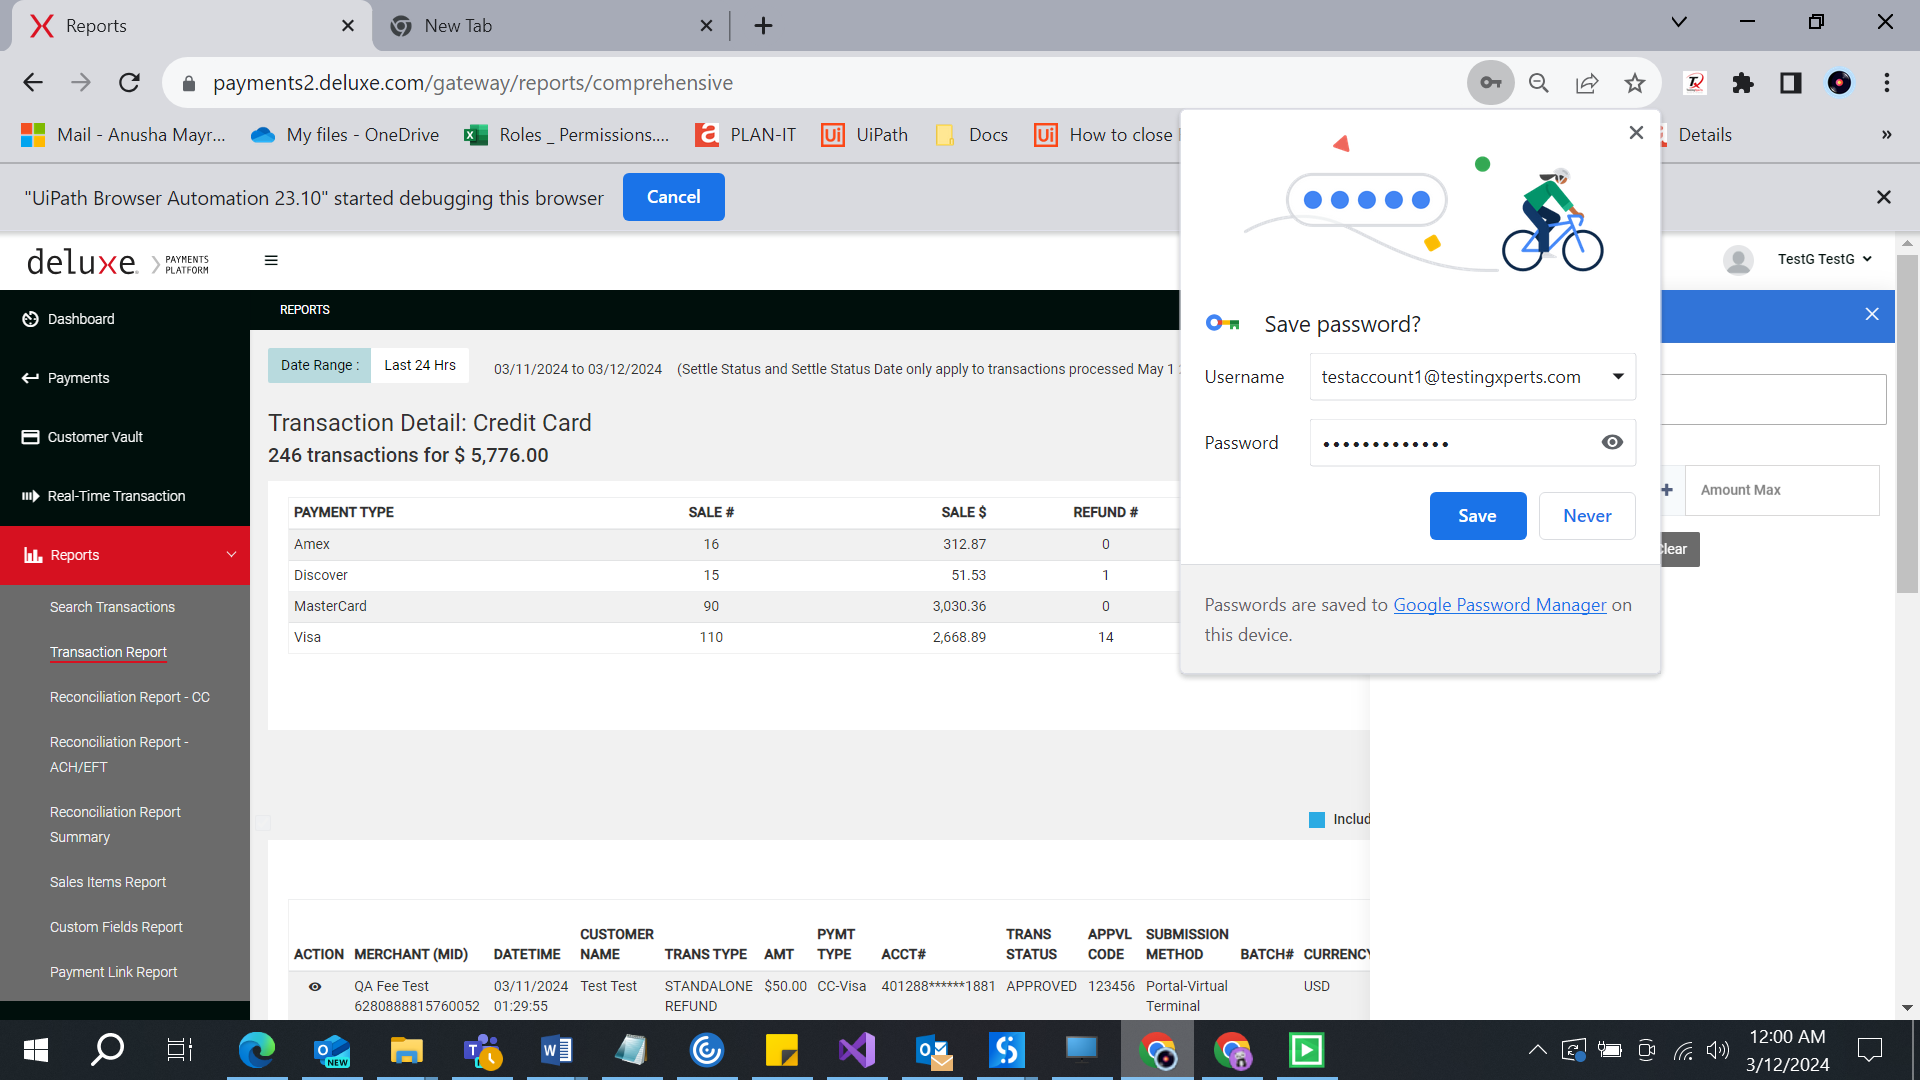 Reports
New Tab
payments2.deluxe.com/gateway/reports/comprehensive
Mail - Anusha Mayr...
My files - OneDrive
Roles _ Permissions....
PLAN-IT
UiPath
Docs
How to close
Details
»
"UiPath Browser Automation 23.10" started debugging this browser
Cancel
deluxe.
PAYMENTS
PLATFORM
TestG TestG
Dashboard
Payments
Customer Vault
Real-Time Transaction
Reports
Search Transactions
Transaction Report
Reconciliation Report - CC
Reconciliation Report -
ACH/EFT
Reconciliation Report
Summary
Sales Items Report
Custom Fields Report
Payment Link Report
REPORTS
Date Range :
Last 24 Hrs
03/11/2024 to 03/12/2024
(Settle Status and Settle Status Date only apply to transactions processed May 1
Transaction Detail: Credit Card
246 transactions for $ 5,776.00
PAYMENT TYPE SALE # SALE $ REFUND #
Amex 16 312.87 0
Discover 15 51.53 1
MasterCard 90 3,030.36 0
Visa 110 2,668.89 14
Save password?
Username testaccount1@testingxperts.com
Password •••••••••••••
Save
Never
Passwords are saved to Google Password Manager on
this device.
Amount Max
Clear
Includ
ACTION MERCHANT (MID) DATETIME CUSTOMER NAME TRANS TYPE AMT PYMT TYPE ACCT# TRANS STATUS APPVL CODE SUBMISSION METHOD BATCH# CURRENCY
QA Fee Test 03/11/2024 Test Test STANDALONE $50.00 CC-Visa 401288******1881 APPROVED 123456 Portal-Virtual USD
6280888815760052 01:29:55 REFUND Terminal
NEW
12:00 AM
3/12/2024